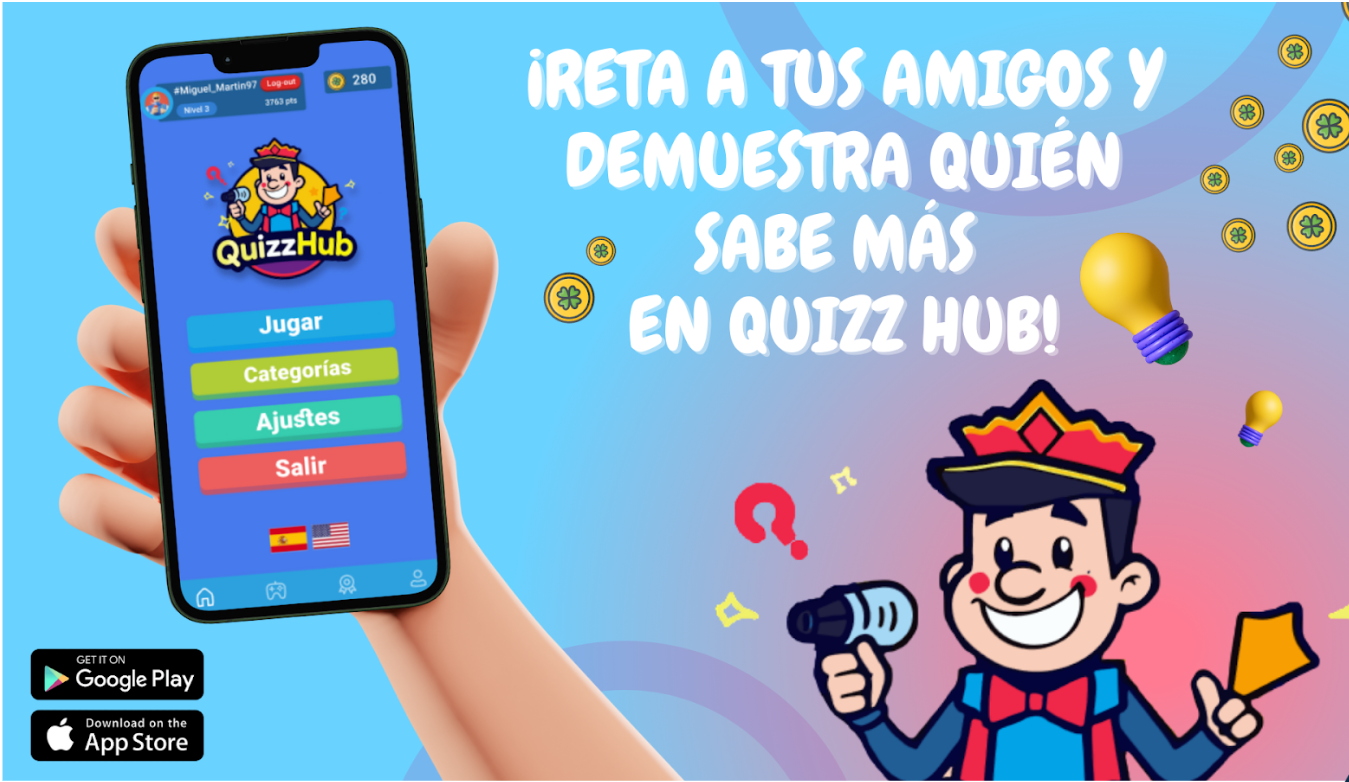 #Miguel_Martin97 Log-out
Nivel 3 3763 pts
280
QuizzHub
Jugar
Categorías
Ajustes
Salir
¡RETA A TUS AMIGOS Y
DEMUESTRA QUIÉN
SABE MÁS
EN QUIZZ HUB!
GET IT ON
Google Play
Download on the
App Store